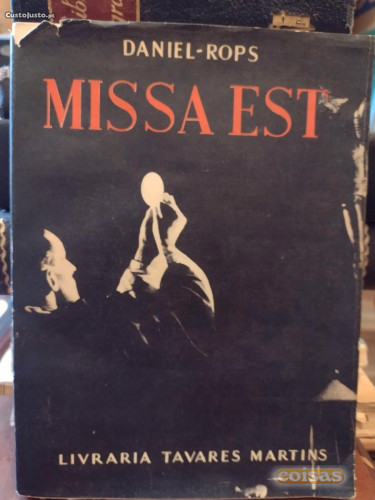 CustoJusto.pt
DANIEL-ROPS
MISSA EST
LIVRARIA TAVARES MARTINS
coisas